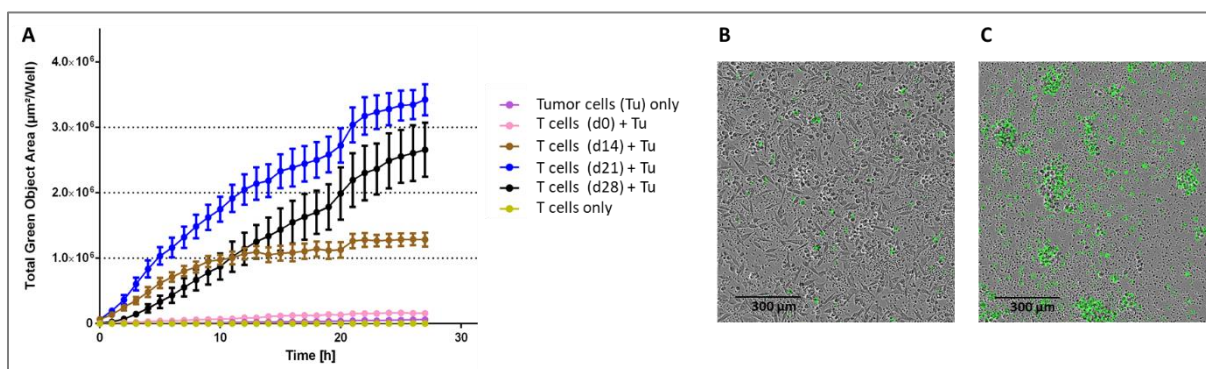 A
Total Green Object Area (µm²/Well)
4.0×10⁶
3.0×10⁶
2.0×10⁶
1.0×10⁶
0
0
10
20
30
Time [h]
Tumor cells (Tu) only
T cells (d0) + Tu
T cells (d14) + Tu
T cells (d21) + Tu
T cells (d28) + Tu
T cells only
B
300 µm
C
300 µm